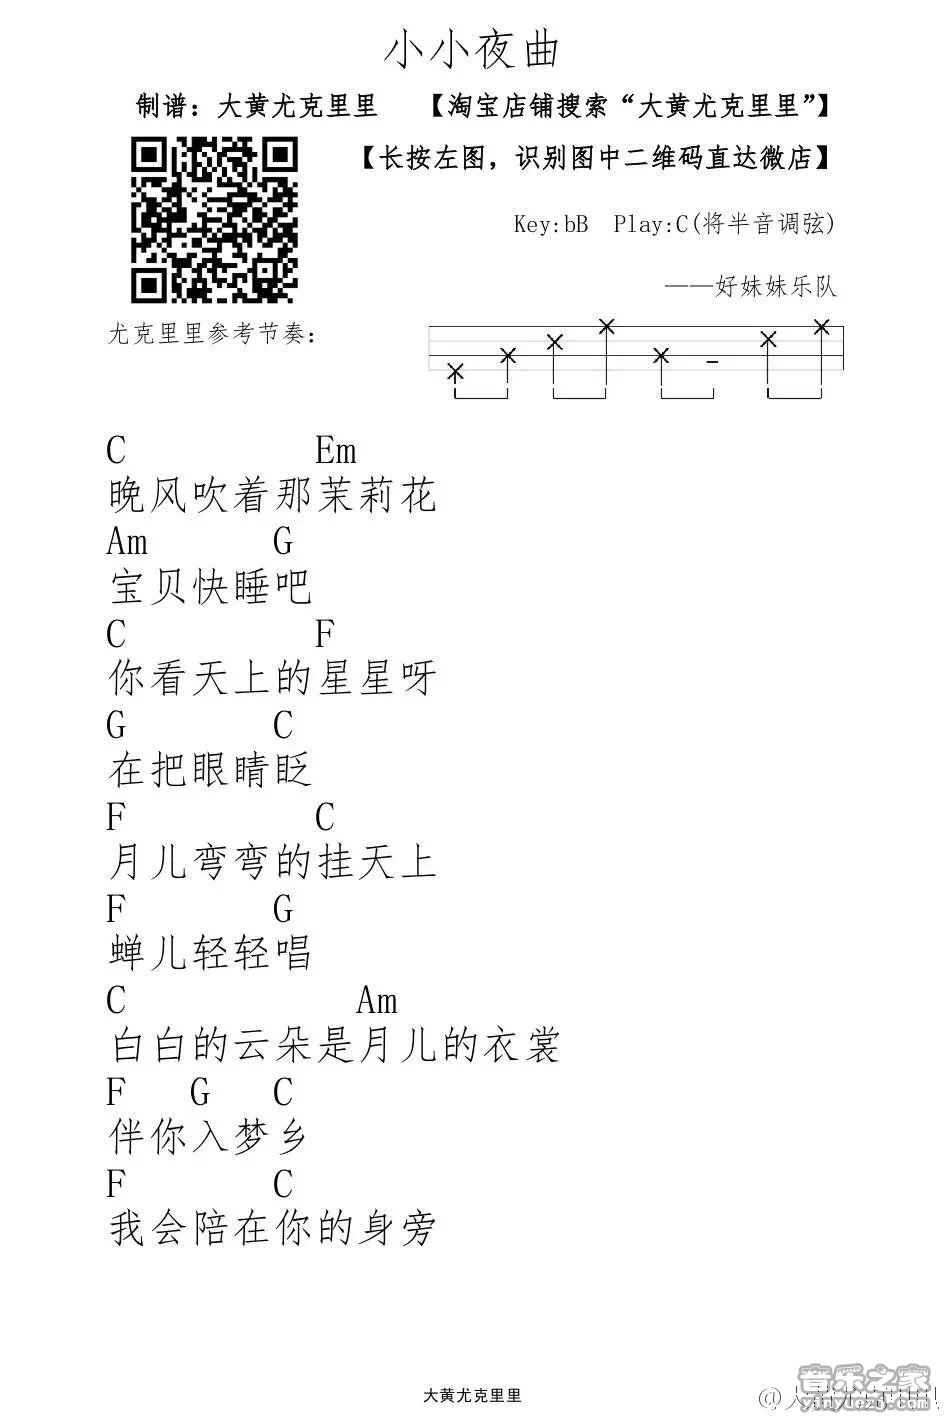 小小夜曲
制谱：大黄尤克里里 【淘宝店铺搜索“大黄尤克里里”】
【长按左图，识别图中二维码直达微店】
Key:bB Play:C(将半音调弦)
——好妹妹乐队
尤克里里参考节奏：
C Em
晚风吹着那茉莉花
Am G
宝贝快睡吧
C F
你看天上的星星呀
G C
在把眼睛眨
F C
月儿弯弯的挂天上
F G
蝉儿轻轻唱
C Am
白白的云朵是月儿的衣裳
F G C
伴你入梦乡
F C
我会陪在你的身旁
大黄尤克里里
音乐之家
yinyuezj.com